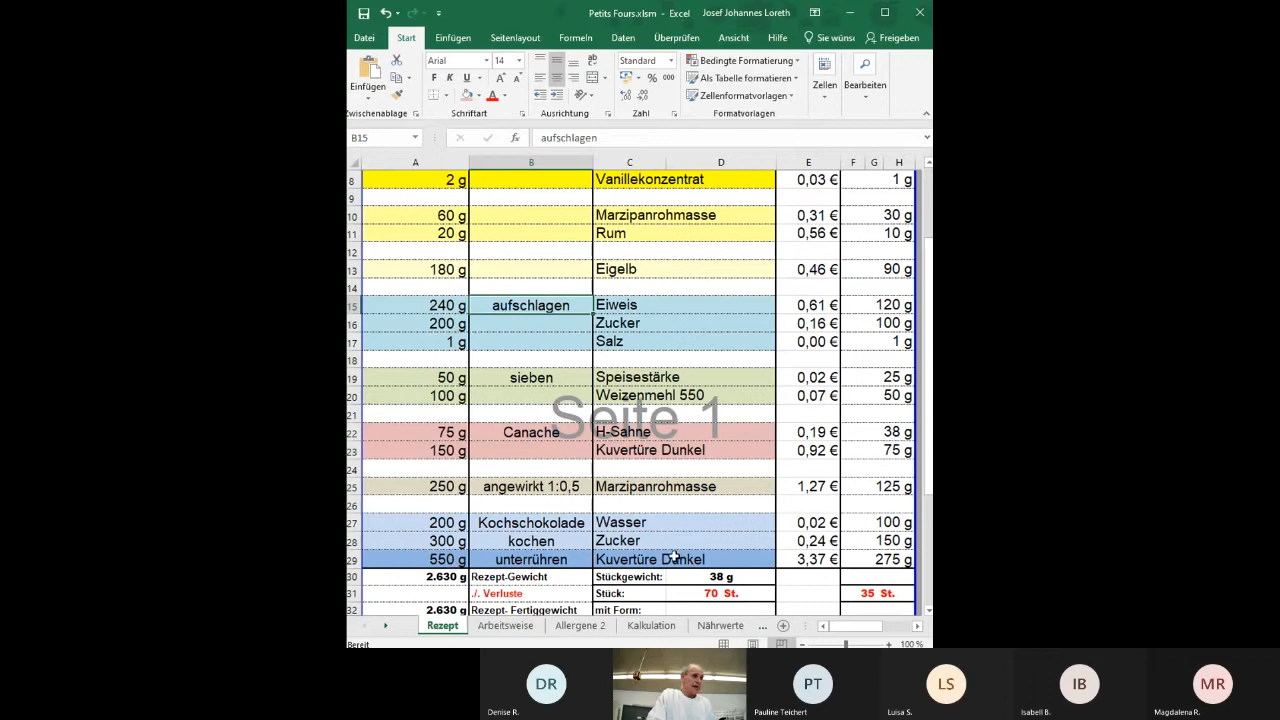 Petits Fours.xlsm - Excel Josef Johannes Loreth
Datei Start Einfügen Seitenlayout Formeln Daten Überprüfen Ansicht Hilfe Sie wünsc Freigeben
Einfügen
Arial 14
F K U
A A
A
ab
Standard
% 000
Bedingte Formatierung
Als Tabelle formatieren
Zellenformatvorlagen
Zellen
Bearbeiten
Zwischenablage Schriftart Ausrichtung Zahl Formatvorlagen
B15 fx aufschlagen
A B C D E F G H
8 2 g Vanillekonzentrat 0,03 € 1 g
9
10 60 g Marzipanrohmasse 0,31 € 30 g
11 20 g Rum 0,56 € 10 g
12
13 180 g Eigelb 0,46 € 90 g
14
15 240 g aufschlagen Eiweis 0,61 € 120 g
16 200 g Zucker 0,16 € 100 g
17 1 g Salz 0,00 € 1 g
18
19 50 g sieben Speisestärke 0,02 € 25 g
20 100 g Weizenmehl 550 0,07 € 50 g
21
Seite 1
22 75 g Canache H-Sahne 0,19 € 38 g
23 150 g Kuvertüre Dunkel 0,92 € 75 g
24
25 250 g angewirkt 1:0,5 Marzipanrohmasse 1,27 € 125 g
26
27 200 g Kochschokolade Wasser 0,02 € 100 g
28 300 g kochen Zucker 0,24 € 150 g
29 550 g unterrühren Kuvertüre Dunkel 3,37 € 275 g
30 2.630 g Rezept-Gewicht Stückgewicht: 38 g
31 ./. Verluste Stück: 70 St. 35 St.
32 2.630 g Rezept- Fertiggewicht mit Form:
Rezept Arbeitsweise Allergene 2 Kalkulation Nährwerte ...
Bereit 100 %
DR PT LS IB MR
Denise R. Pauline Teichert Luisa S. Isabell B. Magdalena R.